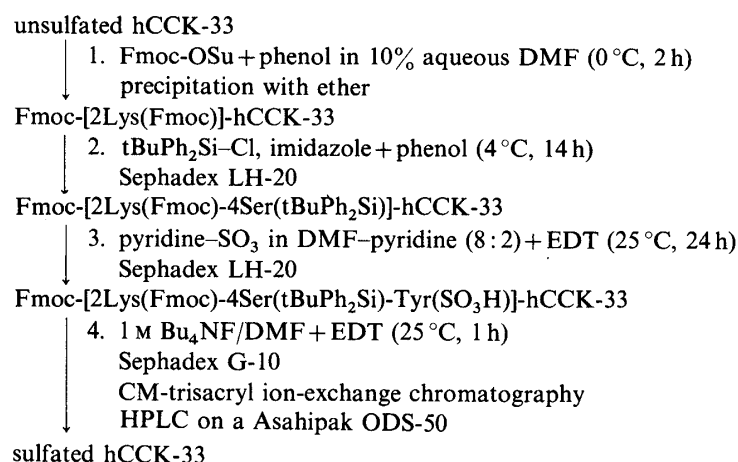 unsulfated hCCK-33
1. Fmoc-OSu + phenol in 10% aqueous DMF (0 °C, 2 h)
precipitation with ether
Fmoc-[2Lys(Fmoc)]-hCCK-33
2. tBuPh₂Si–Cl, imidazole + phenol (4 °C, 14 h)
Sephadex LH-20
Fmoc-[2Lys(Fmoc)-4Ser(tBuPh₂Si)]-hCCK-33
3. pyridine–SO₃ in DMF–pyridine (8 : 2) + EDT (25 °C, 24 h)
Sephadex LH-20
Fmoc-[2Lys(Fmoc)-4Ser(tBuPh₂Si)-Tyr(SO₃H)]-hCCK-33
4. 1 M Bu₄NF/DMF + EDT (25 °C, 1 h)
Sephadex G-10
CM-trisacryl ion-exchange chromatography
HPLC on a Asahipak ODS-50
sulfated hCCK-33